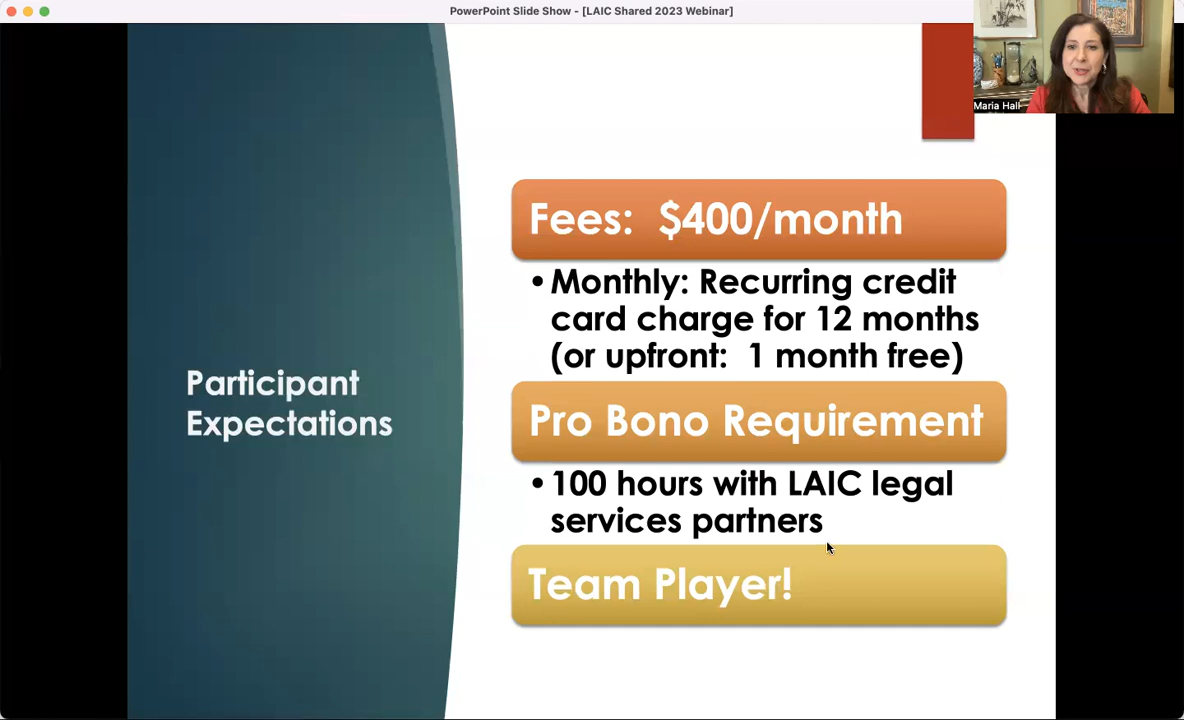 PowerPoint Slide Show - [LAIC Shared 2023 Webinar]
Maria Hall
Fees:  $400/month
•Monthly: Recurring credit
card charge for 12 months
(or upfront:  1 month free)
Participant
Expectations
Pro Bono Requirement
•100 hours with LAIC legal
services partners
Team Player!